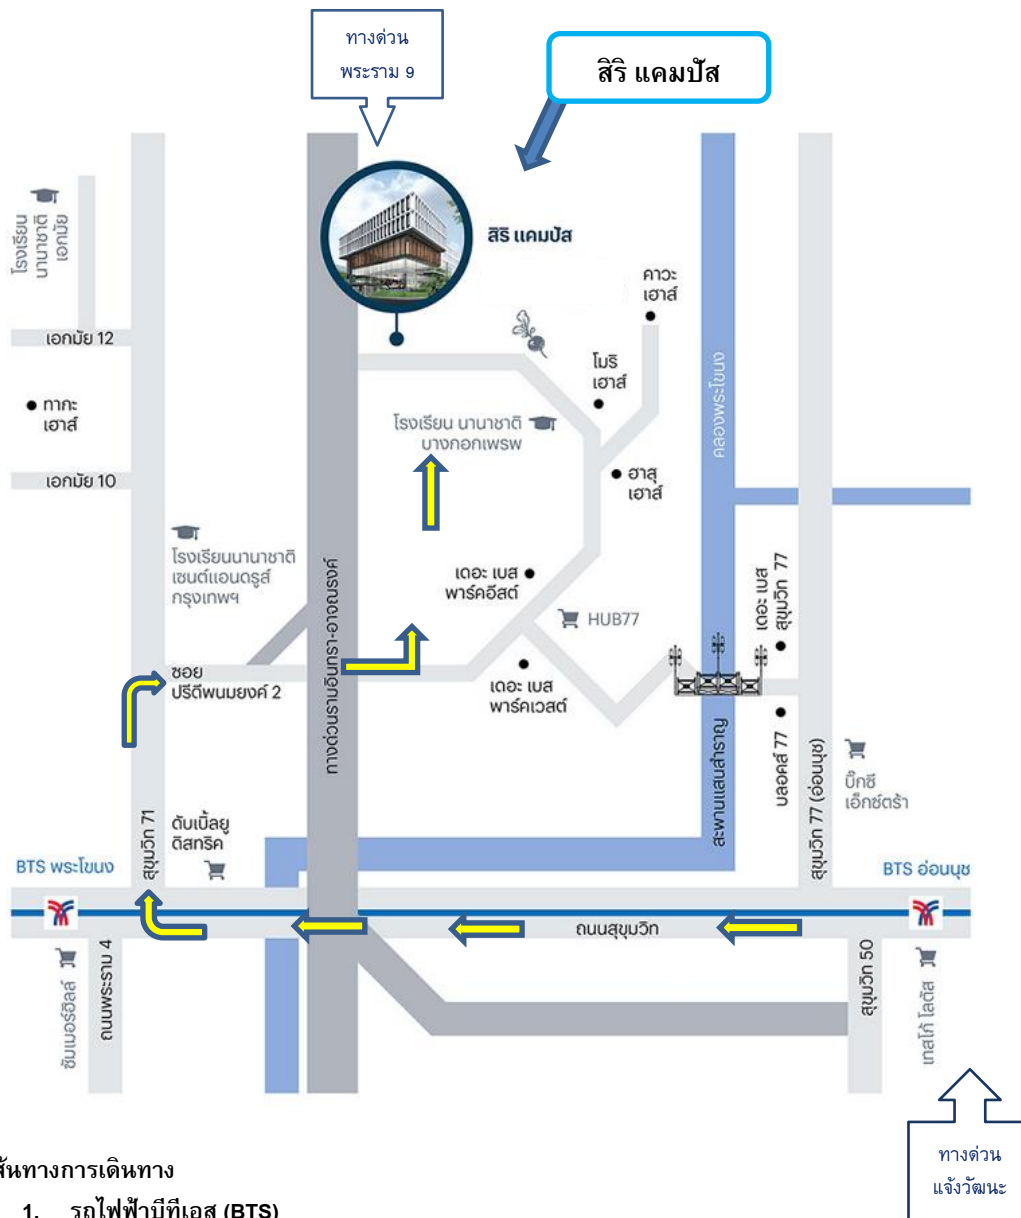 ทางด่วน
พระราม 9
สิริ แคมปัส
โรงเรียน
นานาชาติ
เอกมัย
สิริ แคมปัส
คาวะ
เฮาส์
เอกมัย 12
โมริ
เฮาส์
คลองพระโขนง
ทากะ
เฮาส์
โรงเรียน นานาชาติ
บางกอกเพรพ
เอกมัย 10
ฮาสุ
เฮาส์
โรงเรียนนานาชาติ
เซนต์แอนดรูส์
กรุงเทพฯ
ทางด่วนรามอินทรา-อาจณรงค์
เดอะ เบส
พาร์คอีสต์
HUB77
เดอะ เบส
สุขุมวิท 77
ซอย
ปรีดีพนมยงค์ 2
เดอะ เบส
พาร์คเวสต์
สะพานแสนสำราญ
บลอคส์ 77
สุขุมวิท 77 (อ่อนนุช)
บิ๊กซี
เอ็กซ์ตร้า
สุขุมวิท 71
ดับเบิ้ลยู
ดิสทริค
BTS พระโขนง
BTS อ่อนนุช
ถนนสุขุมวิท
ซัมเมอร์ฮิลล์
ถนนพระราม 4
สุขุมวิท 50
เทสโก้ โลตัส
ทางด่วน
แจ้งวัฒนะ
ส้นทางการเดินทาง
1. รถไฟฟ้าบีทีเอส (BTS)